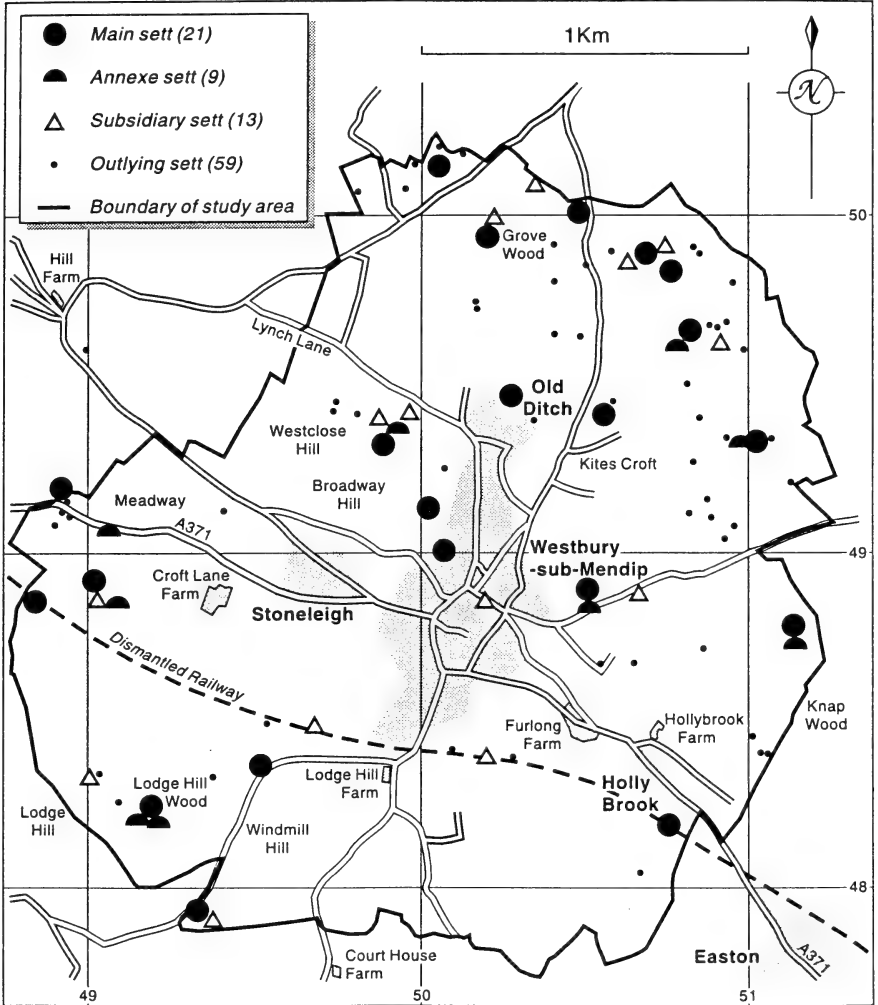 Main sett (21)
Annexe sett (9)
Subsidiary sett (13)
Outlying sett (59)
Boundary of study area
1Km
N
50
Hill
Farm
Grove
Wood
Lynch Lane
Old
Ditch
Westclose
Hill
Kites Croft
Broadway
Hill
Meadway
A371
49
Westbury
-sub-Mendip
Croft Lane
Farm
Stoneleigh
Dismantled Railway
Knap
Wood
Furlong
Farm
Hollybrook
Farm
Lodge Hill
Wood
Lodge Hill
Farm
Holly
Brook
Lodge
Hill
Windmill
Hill
48
Court House
Farm
Easton
A371
49
50
51